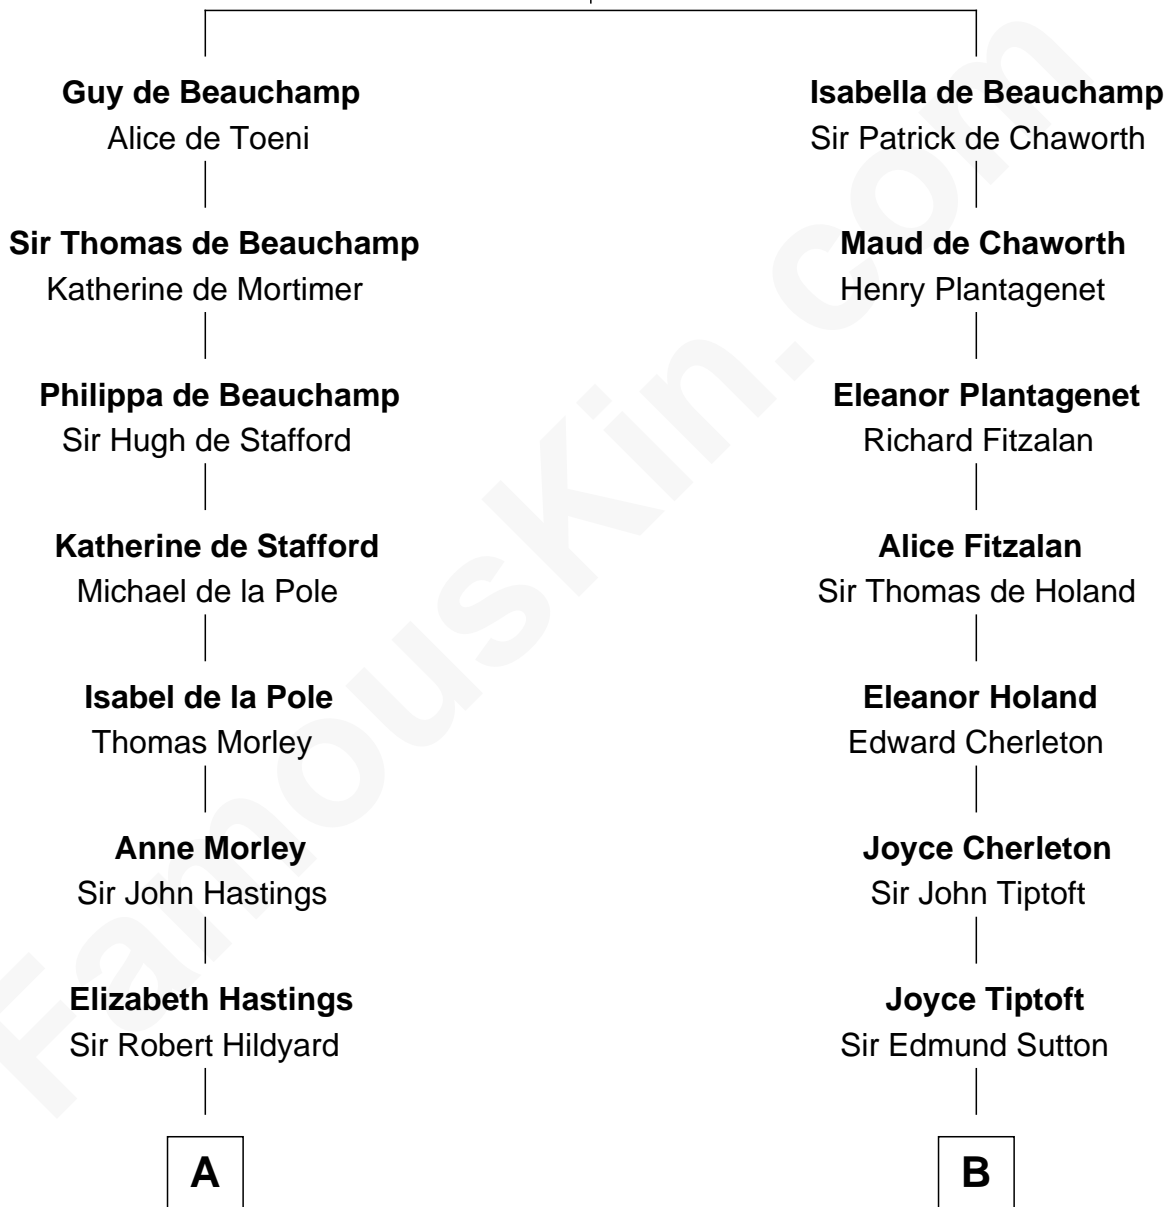 Guy de Beauchamp
Alice de Toeni
Sir Thomas de Beauchamp
Katherine de Mortimer
Philippa de Beauchamp
Sir Hugh de Stafford
Katherine de Stafford
Michael de la Pole
Isabel de la Pole
Thomas Morley
Anne Morley
Sir John Hastings
Elizabeth Hastings
Sir Robert Hildyard
A
Isabella de Beauchamp
Sir Patrick de Chaworth
Maud de Chaworth
Henry Plantagenet
Eleanor Plantagenet
Richard Fitzalan
Alice Fitzalan
Sir Thomas de Holand
Eleanor Holand
Edward Cherleton
Joyce Cherleton
Sir John Tiptoft
Joyce Tiptoft
Sir Edmund Sutton
B
FamousKin.com